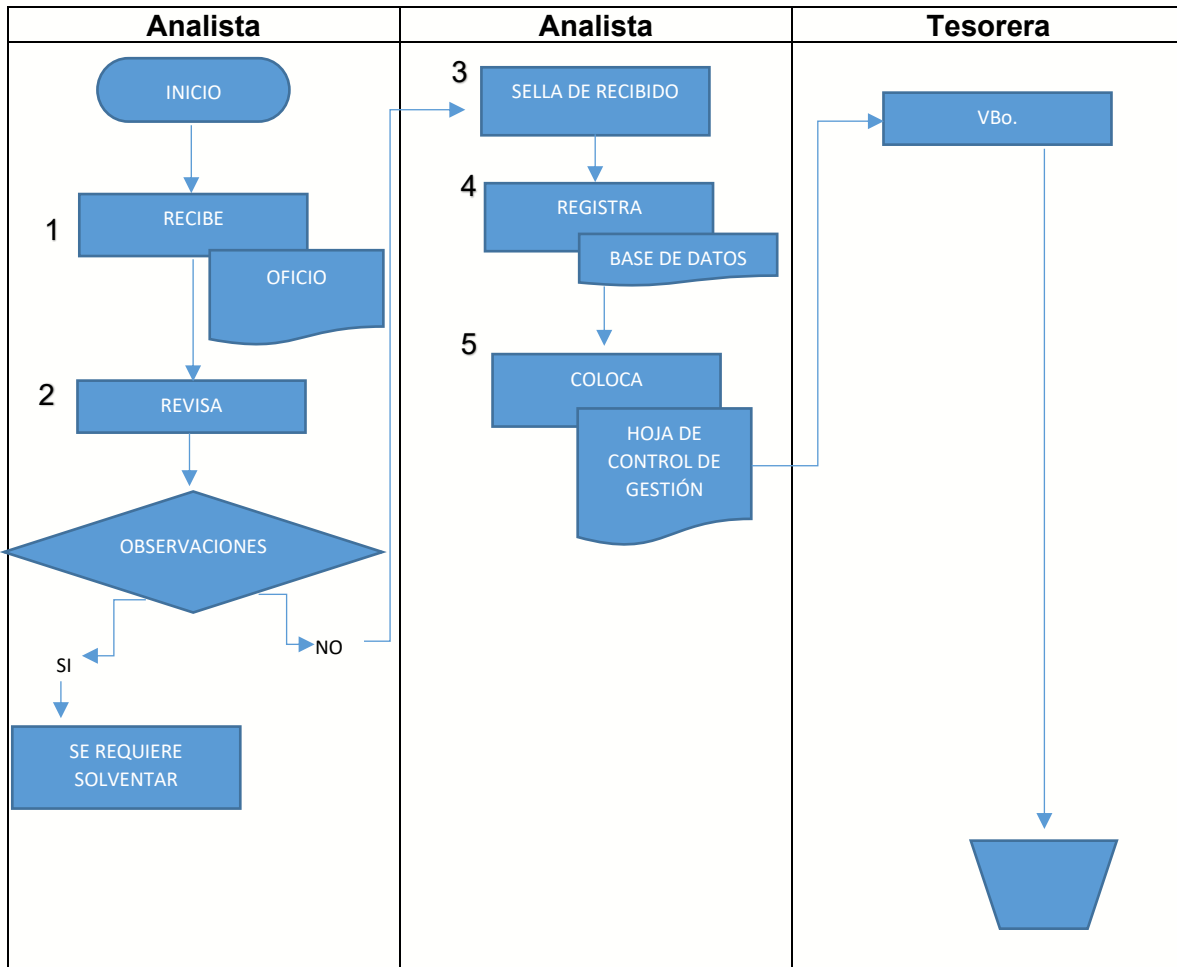 Analista
Analista
Tesorera
INICIO
1
RECIBE
OFICIO
2
REVISA
OBSERVACIONES
SI
NO
SE REQUIERE
SOLVENTAR
3
SELLA DE RECIBIDO
4
REGISTRA
BASE DE DATOS
5
COLOCA
HOJA DE
CONTROL DE
GESTIÓN
VBo.